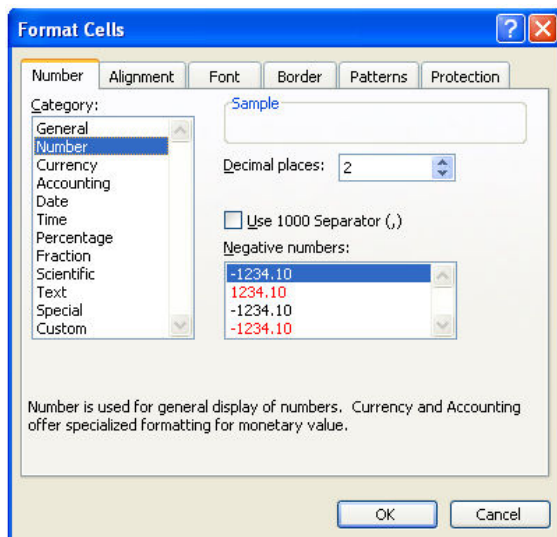 Format Cells
Number Alignment Font Border Patterns Protection
Category:
General
Number
Currency
Accounting
Date
Time
Percentage
Fraction
Scientific
Text
Special
Custom
Sample
Decimal places: 2
Use 1000 Separator (,)
Negative numbers:
-1234.10
1234.10
-1234.10
-1234.10
Number is used for general display of numbers. Currency and Accounting
offer specialized formatting for monetary value.
OK Cancel